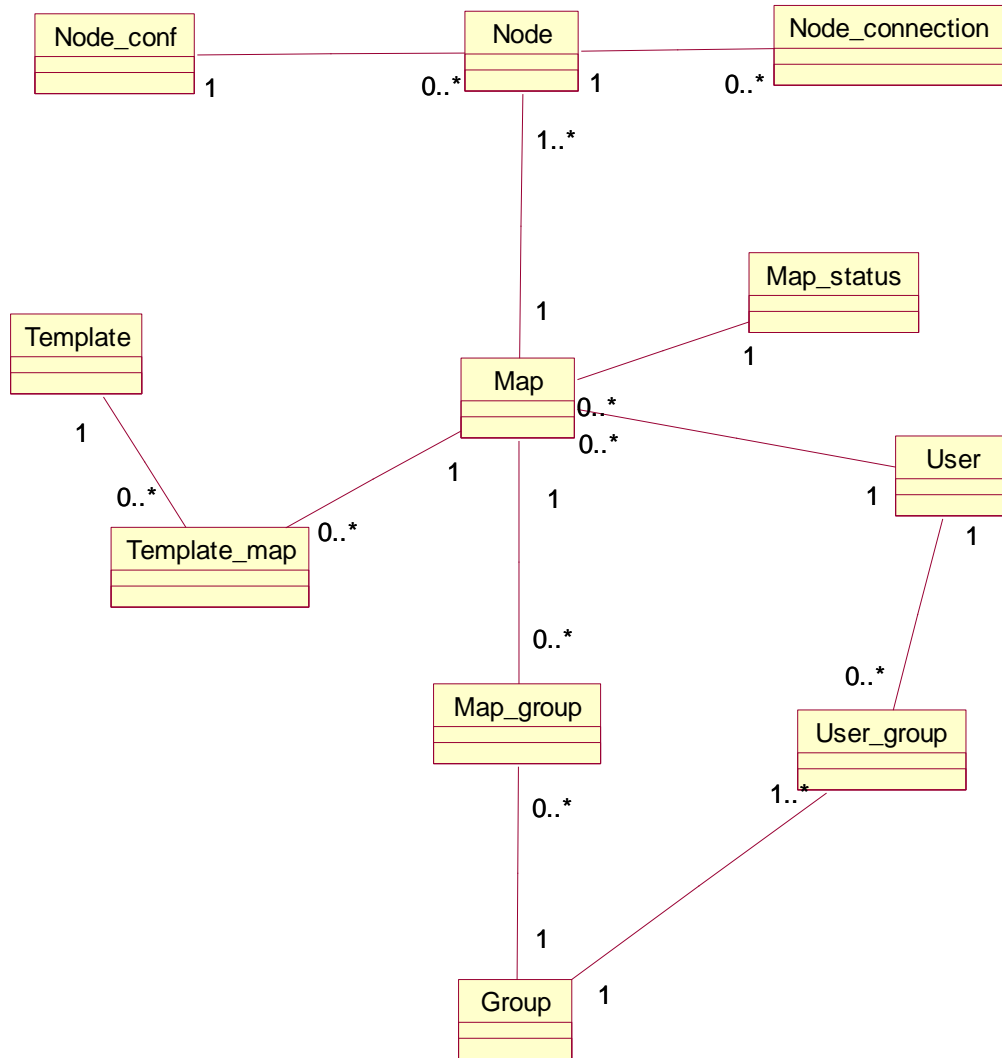 Node_conf
Node
Node_connection
1
0..*
1
0..*
1..*
Map_status
1
1
Template
Map
0..*
0..*
1
1
1
User
1
1
0..*
0..*
Template_map
0..*
0..*
Map_group
User_group
0..*
1..*
1
1
Group